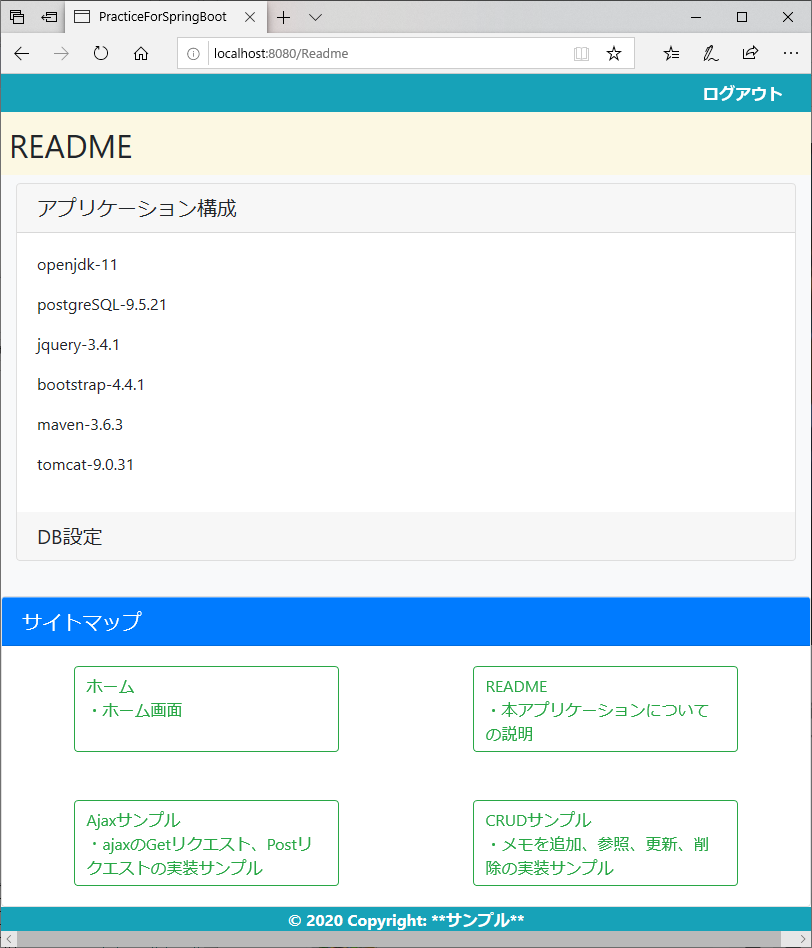 PracticeForSpringBoot
localhost:8080/Readme
ログアウト
README
アプリケーション構成
openjdk-11
postgreSQL-9.5.21
jquery-3.4.1
bootstrap-4.4.1
maven-3.6.3
tomcat-9.0.31
DB設定
サイトマップ
ホーム
・ホーム画面
README
・本アプリケーションについて
の説明
Ajaxサンプル
・ajaxのGetリクエスト、Postリ
クエストの実装サンプル
CRUDサンプル
・メモを追加、参照、更新、削
除の実装サンプル
© 2020 Copyright: **サンプル**